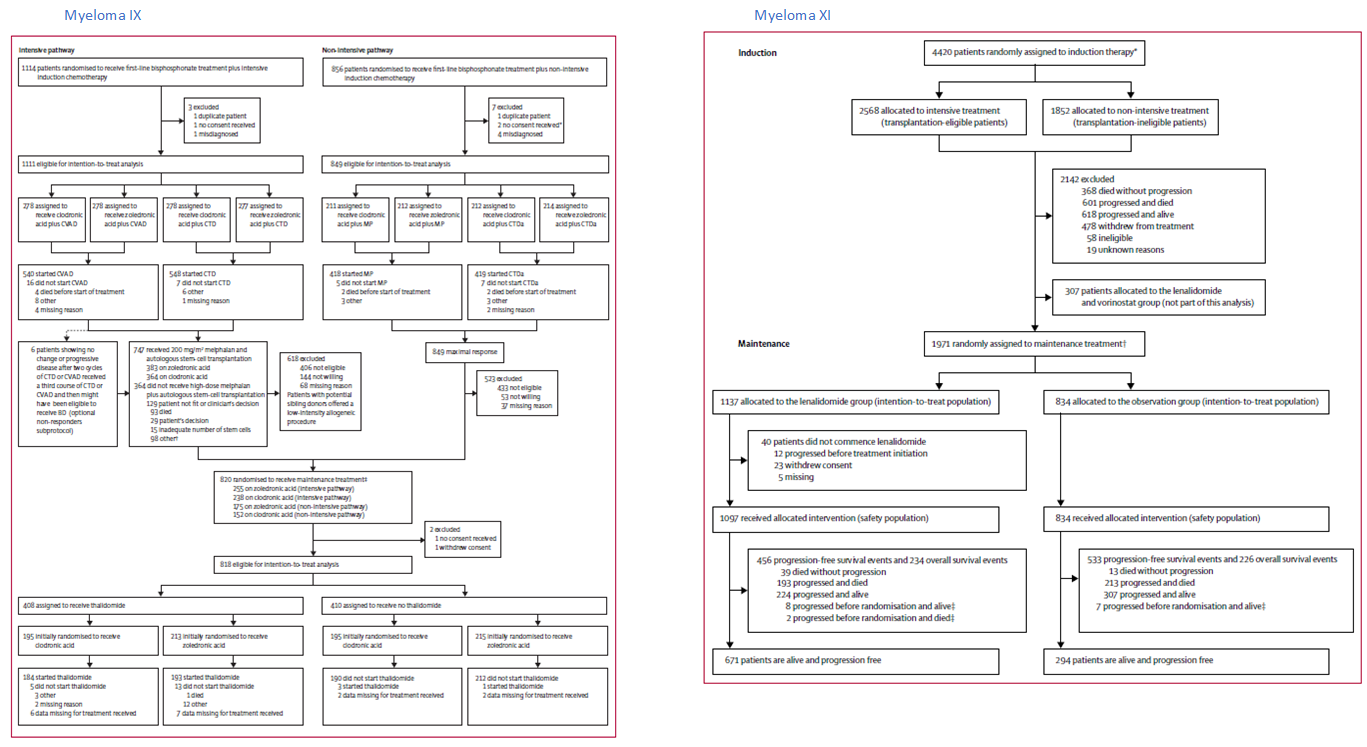 Myeloma IX
Intensive pathway
Non-intensive pathway
1114 patients randomised to receive first-line bisphosphonate treatment plus intensive
induction chemotherapy
856 patients randomised to receive first-line bisphosphonate treatment plus non-intensive
induction chemotherapy
3 excluded
1 duplicate patient
1 no consent received
1 misdiagnosed
7 excluded
1 duplicate patient
2 no consent received*
4 misdiagnosed
1111 eligible for intention-to-treat analysis
849 eligible for intention-to-treat analysis
278 assigned to
receive clodronic
acid plus CVAD
278 assigned to
receive zoledronic
acid plus CVAD
278 assigned to
receive clodronic
acid plus CTD
277 assigned to
receive zoledronic
acid plus CTD
211 assigned to
receive clodronic
acid plus MP
212 assigned to
receive zoledronic
acid plus MP
212 assigned to
receive clodronic
acid plus CTDa
214 assigned to
receive zoledronic
acid plus CTDa
540 started CVAD
16 did not start CVAD
4 died before start of treatment
8 other
4 missing reason
548 started CTD
7 did not start CTD
6 other
1 missing reason
418 started MP
5 did not start MP
2 died before start of treatment
3 other
419 started CTDa
7 did not start CTDa
2 died before start of treatment
3 other
2 missing reason
6 patients showing no
change or progressive
disease after two cycles
of CTD or CVAD received
a third course of CTD or
CVAD and then might
have been eligible to
receive BD (optional
non-responders
subprotocol)
747 received 200 mg/m² melphalan and
autologous stem-cell transplantation
383 on zoledronic acid
364 on clodronic acid
364 did not receive high-dose melphalan
plus autologous stem-cell transplantation
129 patient not fit or clinician's decision
93 died
29 patient's decision
15 inadequate number of stem cells
98 other†
618 excluded
406 not eligible
144 not willing
68 missing reason
Patients with potential
sibling donors offered a
low-intensity allogeneic
procedure
849 maximal response
523 excluded
433 not eligible
53 not willing
37 missing reason
820 randomised to receive maintenance treatment‡
255 on zoledronic acid (intensive pathway)
238 on clodronic acid (intensive pathway)
175 on zoledronic acid (non-intensive pathway)
152 on clodronic acid (non-intensive pathway)
2 excluded
1 no consent received
1 withdrew consent
818 eligible for intention-to-treat analysis
408 assigned to receive thalidomide
410 assigned to receive no thalidomide
195 initially randomised to receive
clodronic acid
213 initially randomised to receive
zoledronic acid
195 initially randomised to receive
clodronic acid
215 initially randomised to receive
zoledronic acid
184 started thalidomide
5 did not start thalidomide
3 other
2 missing reason
6 data missing for treatment received
193 started thalidomide
13 did not start thalidomide
1 died
12 other
7 data missing for treatment received
190 did not start thalidomide
3 started thalidomide
2 data missing for treatment received
212 did not start thalidomide
1 started thalidomide
2 data missing for treatment received
Myeloma XI
Induction
4420 patients randomly assigned to induction therapy*
2568 allocated to intensive treatment
(transplantation-eligible patients)
1852 allocated to non-intensive treatment
(transplantation-ineligible patients)
2142 excluded
368 died without progression
601 progressed and died
618 progressed and alive
478 withdrew from treatment
58 ineligible
19 unknown reasons
307 patients allocated to the lenalidomide
and vorinostat group (not part of this analysis)
Maintenance
1971 randomly assigned to maintenance treatment†
1137 allocated to the lenalidomide group (intention-to-treat population)
834 allocated to the observation group (intention-to-treat population)
40 patients did not commence lenalidomide
12 progressed before treatment initiation
23 withdrew consent
5 missing
1097 received allocated intervention (safety population)
834 received allocated intervention (safety population)
456 progression-free survival events and 234 overall survival events
39 died without progression
193 progressed and died
224 progressed and alive
8 progressed before randomisation and alive‡
2 progressed before randomisation and died‡
533 progression-free survival events and 226 overall survival events
13 died without progression
213 progressed and died
307 progressed and alive
7 progressed before randomisation and alive‡
671 patients are alive and progression free
294 patients are alive and progression free